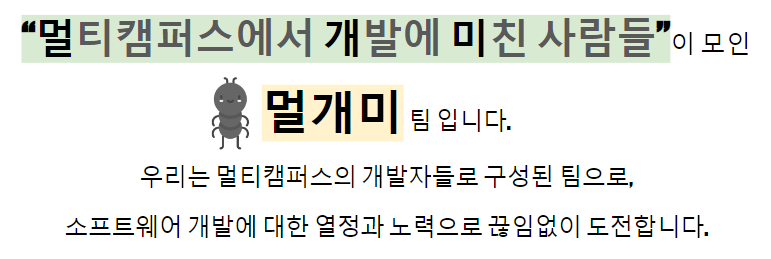 “멀티캠퍼스에서 개발에 미친 사람들”이 모인
멀개미 팀 입니다.
우리는 멀티캠퍼스의 개발자들로 구성된 팀으로,
소프트웨어 개발에 대한 열정과 노력으로 끊임없이 도전합니다.